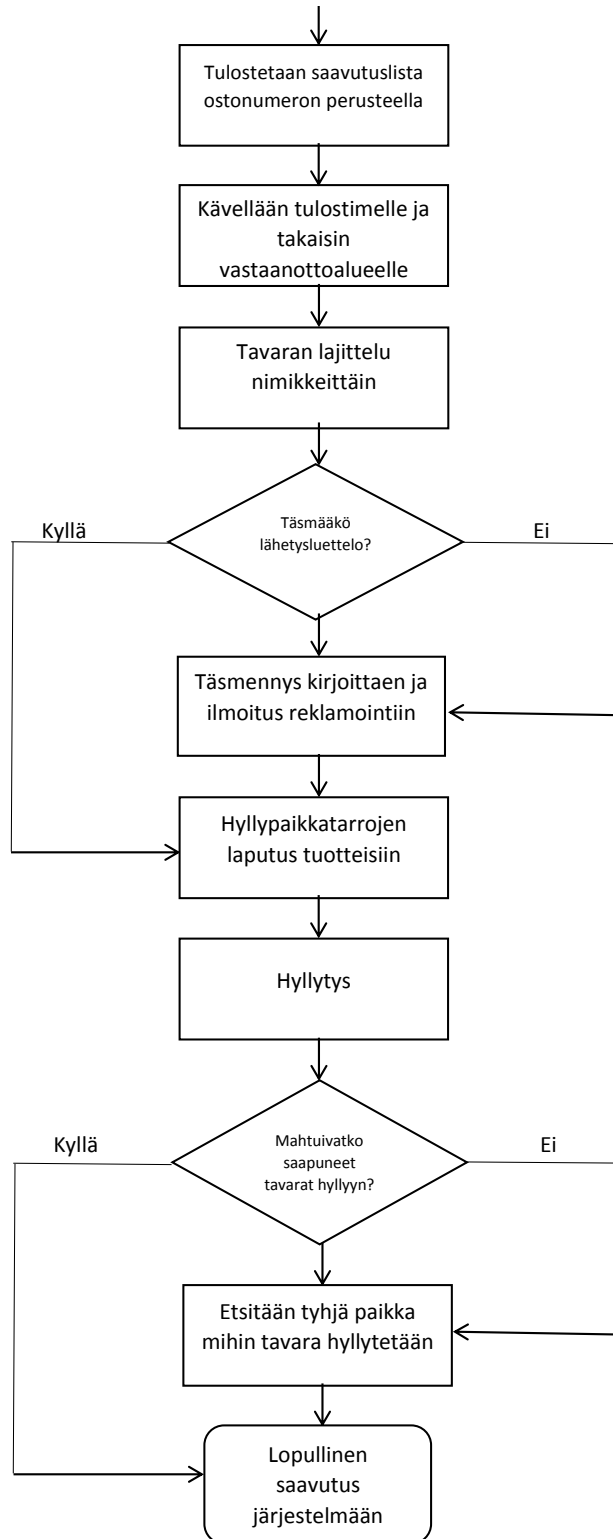 Tulostetaan saavutuslista
ostonumeron perusteella
Kävellään tulostimelle ja
takaisin
vastaanottoalueelle
Tavaran lajittelu
nimikkeittäin
Kyllä
Täsmääkö
lähetysluettelo?
Ei
Täsmennys kirjoittaen ja
ilmoitus reklamointiin
Hyllypaikkatarrojen
laputus tuotteisiin
Hyllytys
Kyllä
Mahtuivatko
saapuneet
tavarat hyllyyn?
Ei
Etsitään tyhjä paikka
mihin tavara hyllytetään
Lopullinen
saavutus
järjestelmään